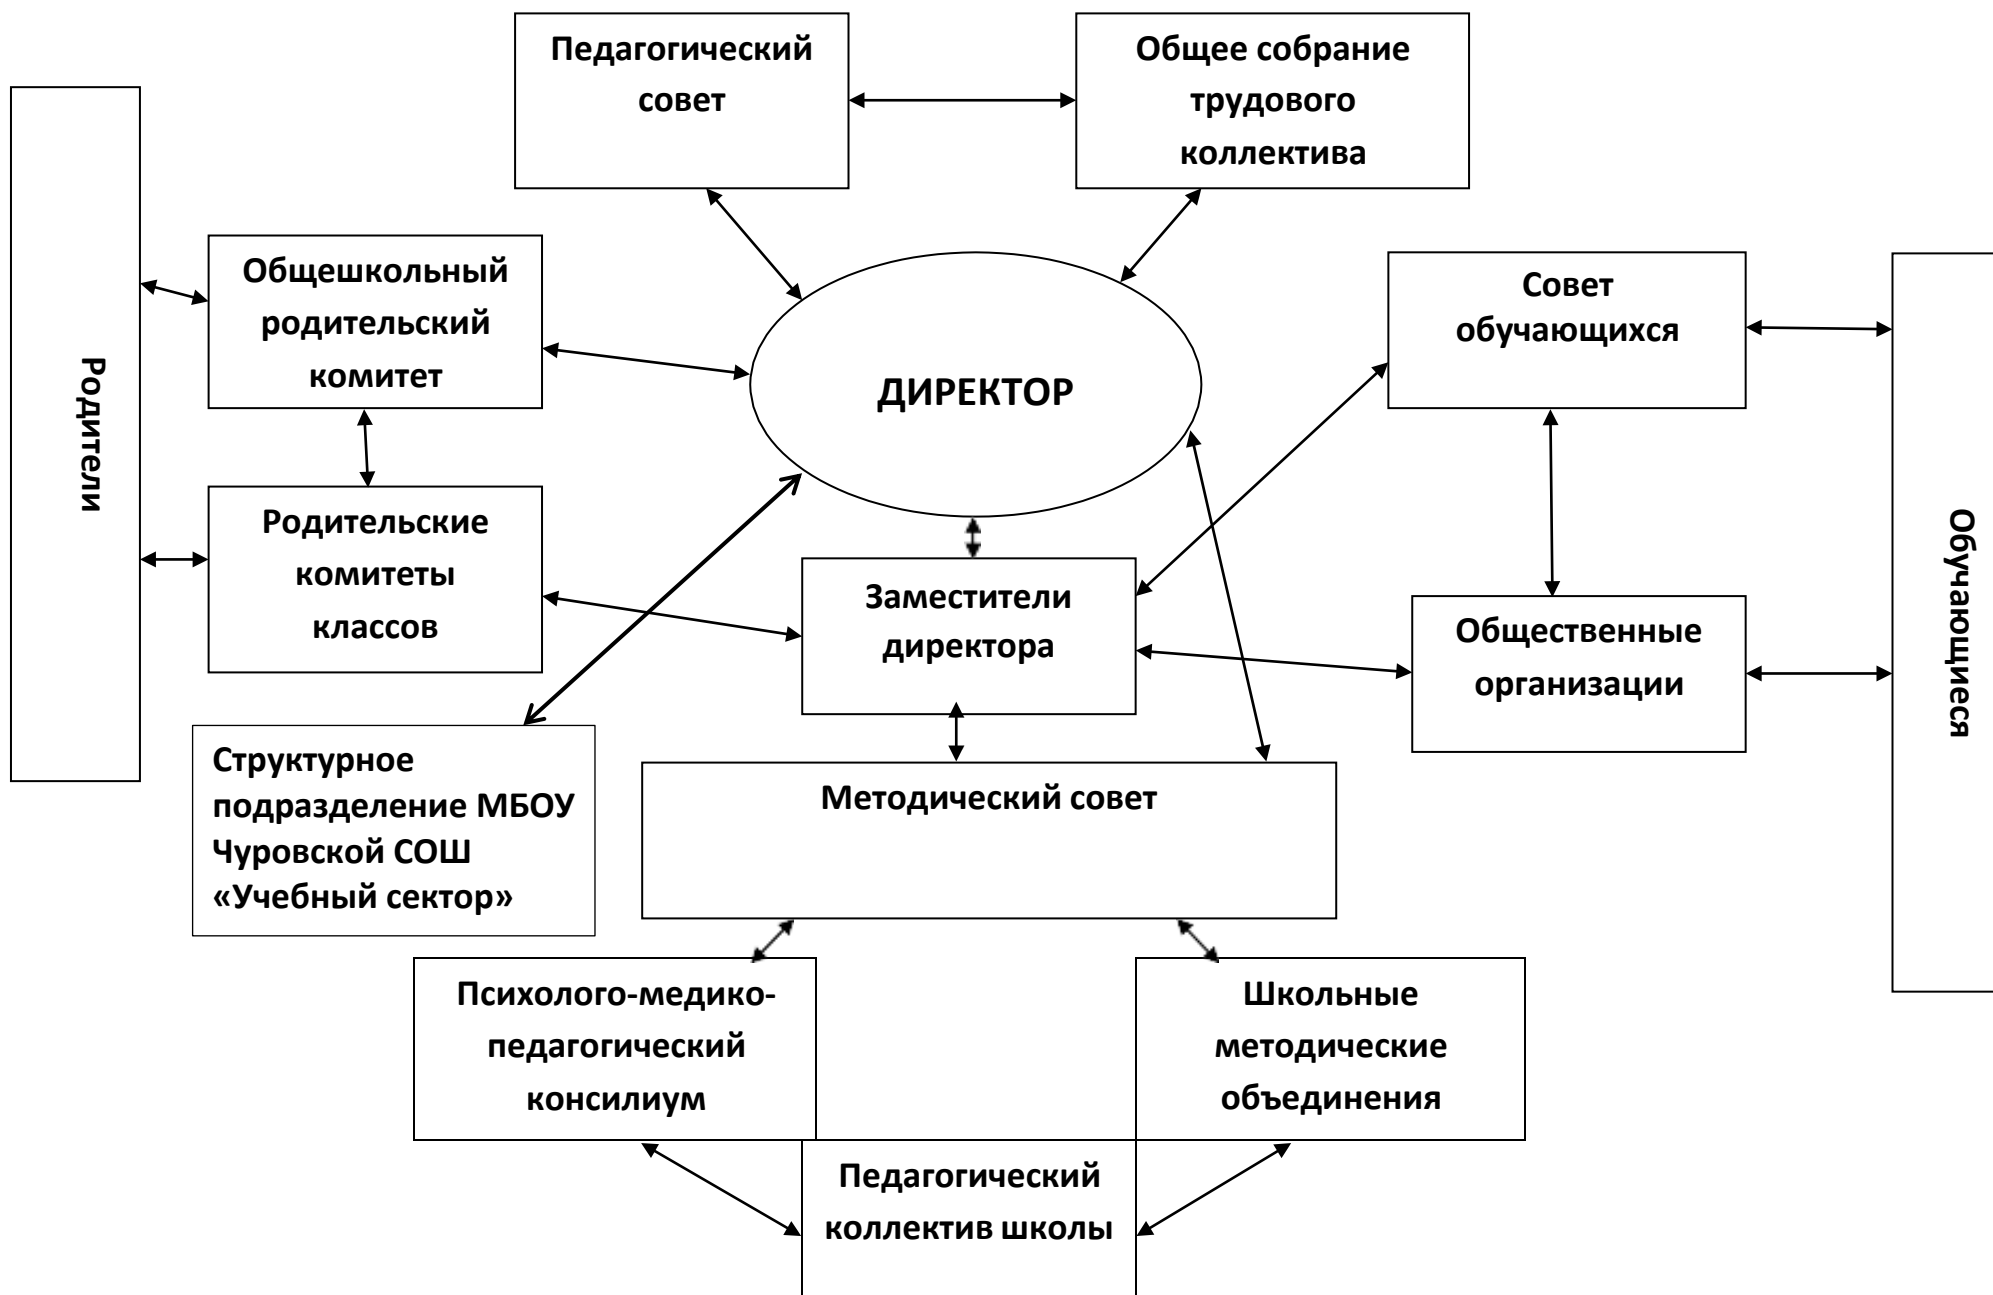 Педагогический
совет
Общее собрание
трудового
коллектива
Родители
Общешкольный
родительский
комитет
ДИРЕКТОР
Совет
обучающихся
Обучающиеся
Родительские
комитеты
классов
Заместители
директора
Общественные
организации
Структурное
подразделение МБОУ
Чуровской СОШ
«Учебный сектор»
Методический совет
Психолого-медико-
педагогический
консилиум
Школьные
методические
объединения
Педагогический
коллектив школы